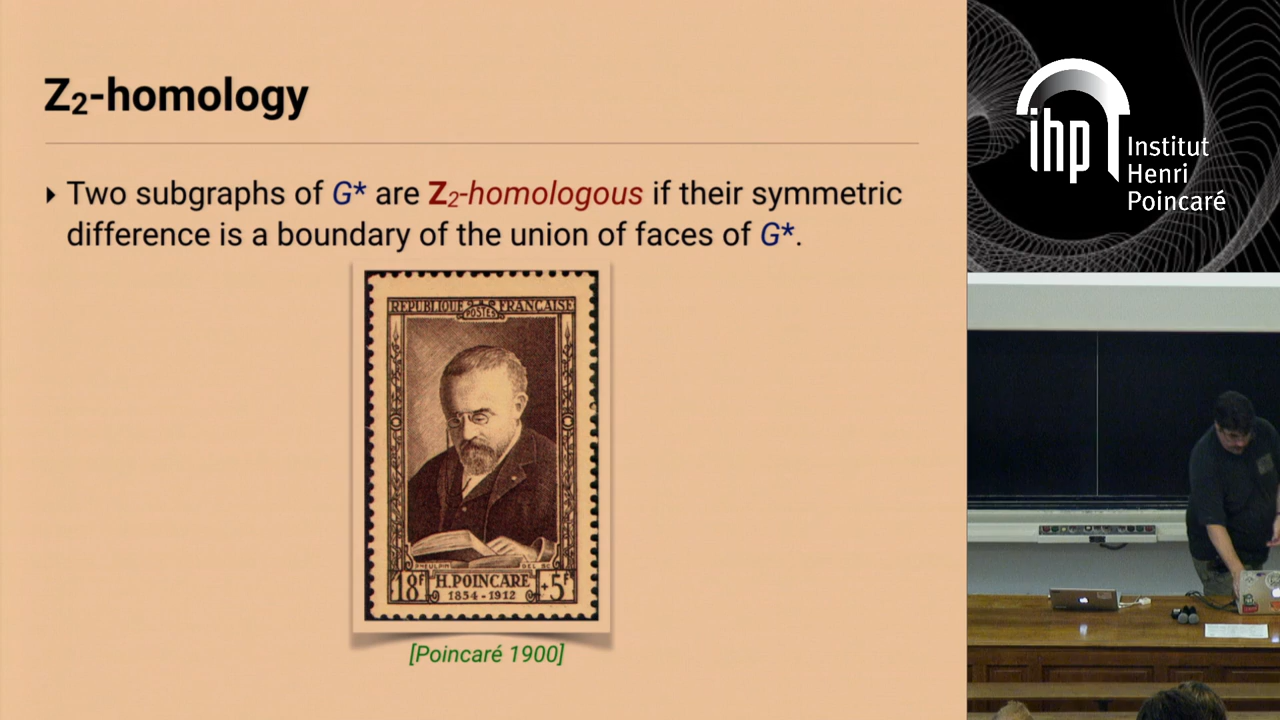 Z₂-homology
‣ Two subgraphs of G* are Z₂-homologous if their symmetric
difference is a boundary of the union of faces of G*.
REPUBLIQUE FRANÇAISE
POSTES
18F H.POINCARÉ +5F
1854-1912
[Poincaré 1900]
ihp Institut
Henri
Poincaré